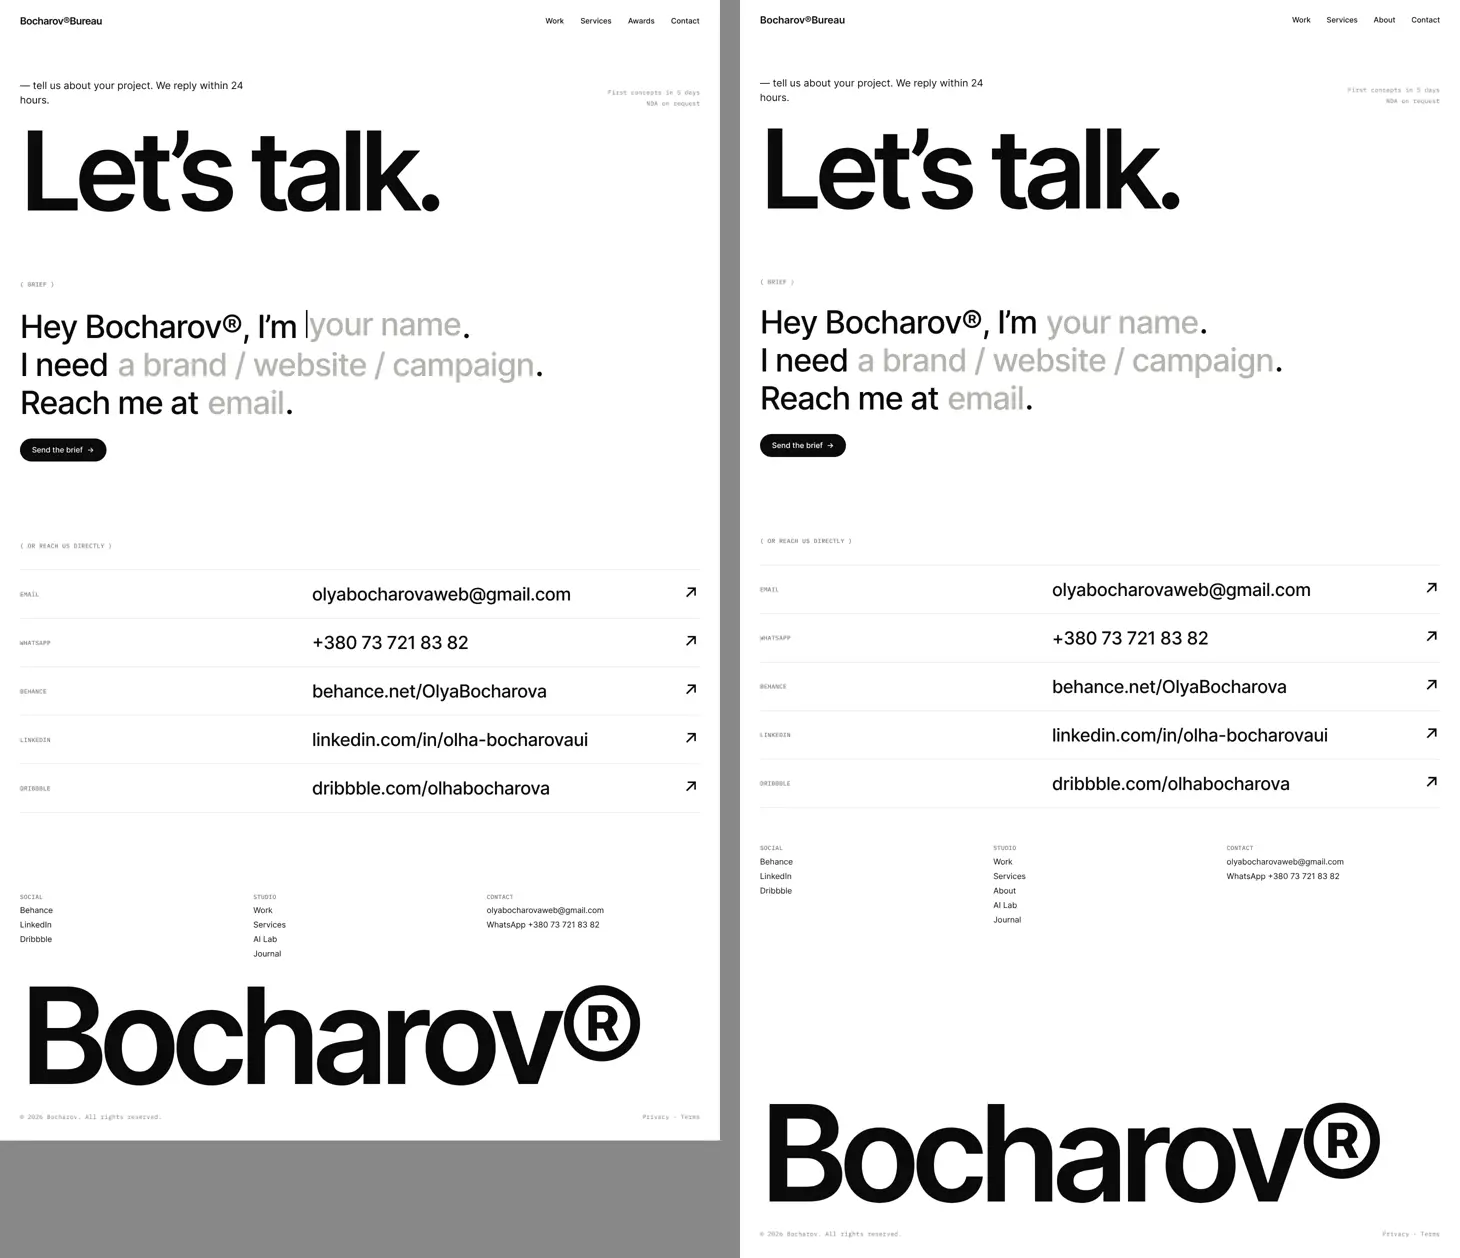 Bocharov®Bureau
Work Services Awards Contact
— tell us about your project. We reply within 24
hours.
First concepts in 5 days
NDA on request
Let’s talk.
( BRIEF )
Hey Bocharov®, I’m your name.
I need a brand / website / campaign.
Reach me at email.
Send the brief →
( OR REACH US DIRECTLY )
EMAIL olyabocharovaweb@gmail.com ↗
WHATSAPP +380 73 721 83 82 ↗
BEHANCE behance.net/OlyaBocharova ↗
LINKEDIN linkedin.com/in/olha-bocharovaui ↗
DRIBBBLE dribbble.com/olhabocharova ↗
SOCIAL
Behance
LinkedIn
Dribbble
STUDIO
Work
Services
AI Lab
Journal
CONTACT
olyabocharovaweb@gmail.com
WhatsApp +380 73 721 83 82
Bocharov®
© 2026 Bocharov. All rights reserved.
Privacy · Terms
Bocharov®Bureau
Work Services About Contact
— tell us about your project. We reply within 24
hours.
First concepts in 5 days
NDA on request
Let’s talk.
( BRIEF )
Hey Bocharov®, I’m your name.
I need a brand / website / campaign.
Reach me at email.
Send the brief →
( OR REACH US DIRECTLY )
EMAIL olyabocharovaweb@gmail.com ↗
WHATSAPP +380 73 721 83 82 ↗
BEHANCE behance.net/OlyaBocharova ↗
LINKEDIN linkedin.com/in/olha-bocharovaui ↗
DRIBBBLE dribbble.com/olhabocharova ↗
SOCIAL
Behance
LinkedIn
Dribbble
STUDIO
Work
Services
About
AI Lab
Journal
CONTACT
olyabocharovaweb@gmail.com
WhatsApp +380 73 721 83 82
Bocharov®
© 2026 Bocharov. All rights reserved.
Privacy · Terms